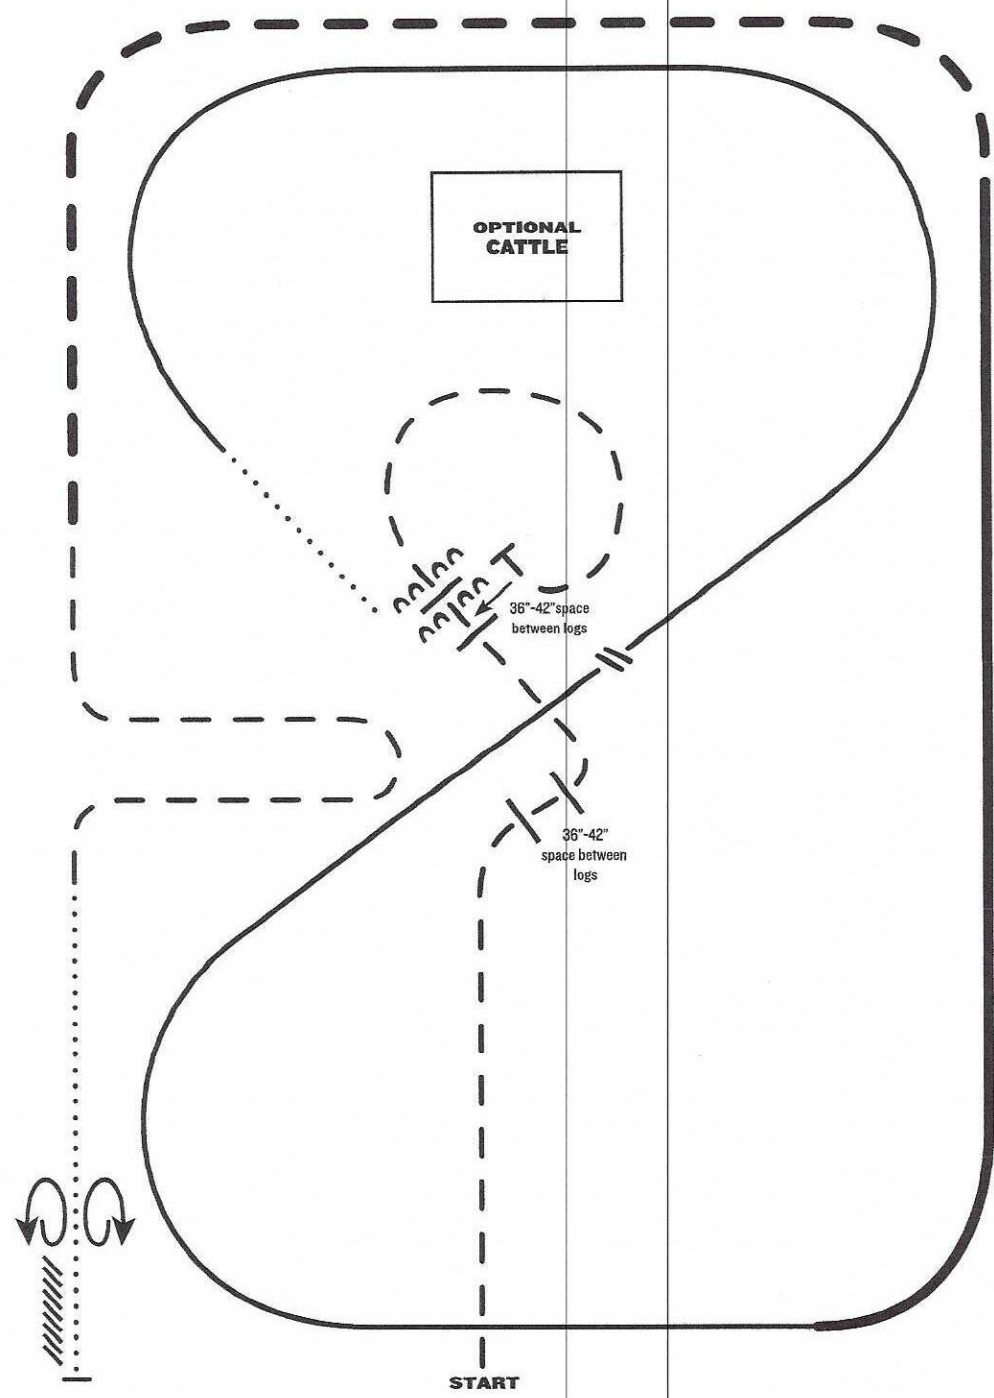 OPTIONAL
CATTLE
36"-42"space
between logs
36"-42"
space between
logs
START